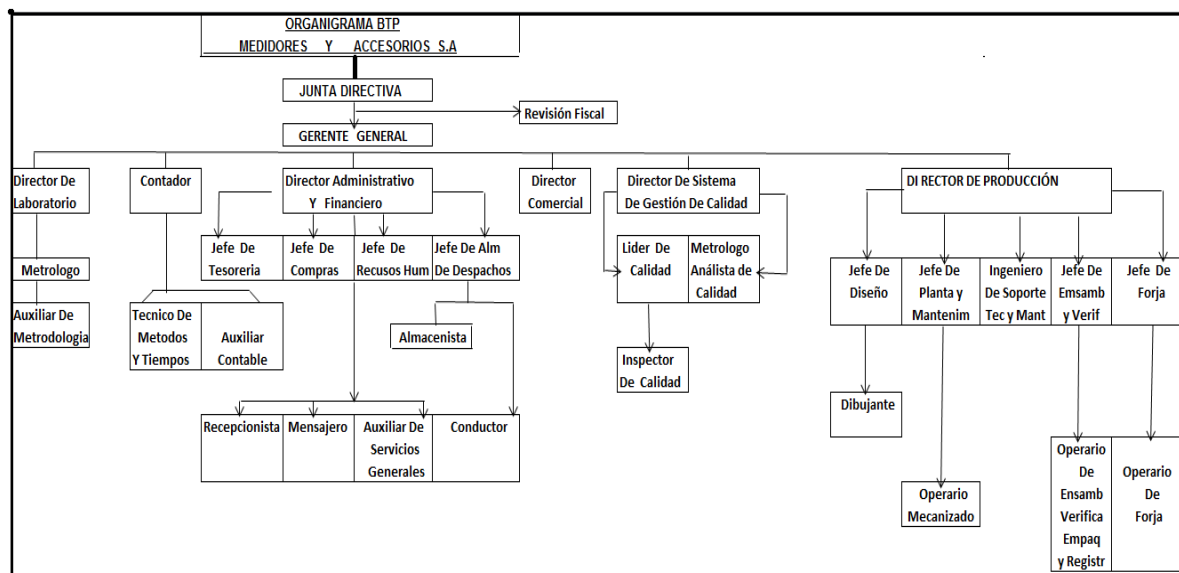 ORGANIGRAMA BTP
MEDIDORES Y ACCESORIOS S.A
JUNTA DIRECTIVA
Revisión Fiscal
GERENTE GENERAL
Director De
Laboratorio
Contador
Director Administrativo
Y Financiero
Director
Comercial
Director De Sistema
De Gestión De Calidad
DI RECTOR DE PRODUCCIÓN
Metrologo
Auxiliar De
Metrodologia
Tecnico De
Metodos
Y Tiempos
Auxiliar
Contable
Jefe De
Tesoreria
Jefe De
Compras
Jefe De
Recusos Hum
Jefe De Alm
De Despachos
Almacenista
Recepcionista
Mensajero
Auxiliar De
Servicios
Generales
Conductor
Lider De
Calidad
Metrologo
Análista de
Calidad
Inspector
De Calidad
Jefe De
Diseño
Jefe De
Planta y
Mantenim
Ingeniero
De Soporte
Tec y Mant
Jefe De
Emsamb
y Verif
Jefe De
Forja
Dibujante
Operario
Mecanizado
Operario
De
Ensamb
Verifica
Empaq
y Registr
Operario
De
Forja